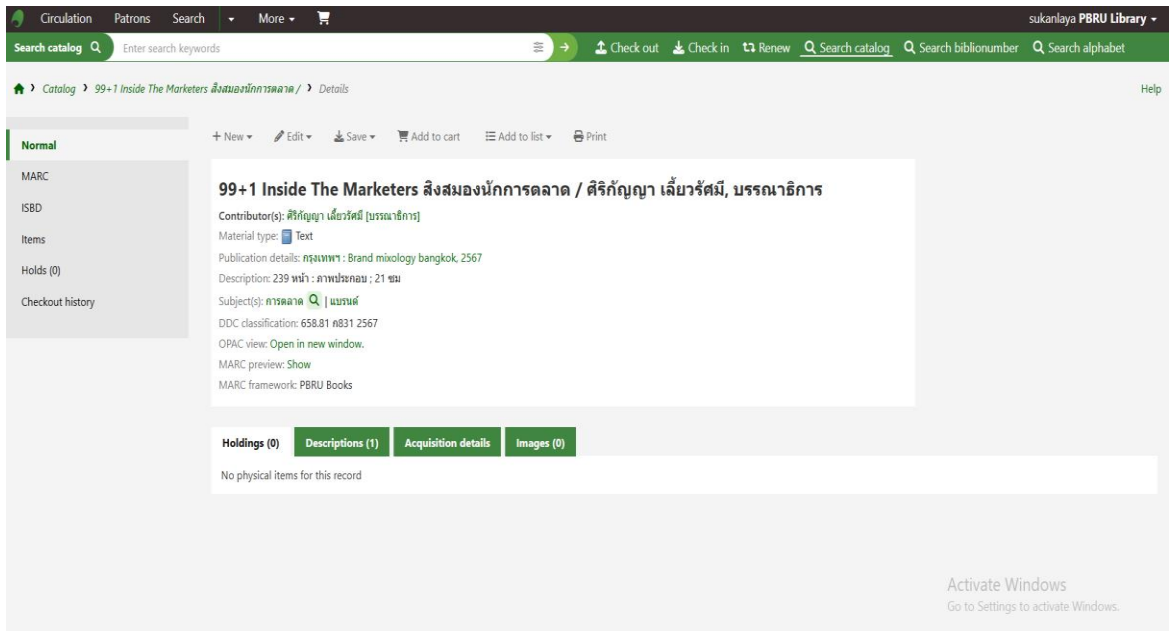 Circulation Patrons Search More sukanlaya PBRU Library
Search catalog Enter search keywords Check out Check in Renew Search catalog Search biblionumber Search alphabet
Catalog 99+1 Inside The Marketers สิงสมองนักการตลาด / Details Help
+ New Edit Save Add to cart Add to list Print
Normal
MARC
ISBD
Items
Holds (0)
Checkout history
99+1 Inside The Marketers สิงสมองนักการตลาด / ศิริกัญญา เลี้ยวรัศมี, บรรณาธิการ
Contributor(s): ศิริกัญญา เลี้ยวรัศมี [บรรณาธิการ]
Material type: Text
Publication details: กรุงเทพฯ : Brand mixology bangkok, 2567
Description: 239 หน้า : ภาพประกอบ ; 21 ซม
Subject(s): การตลาด | แบรนด์
DDC classification: 658.81 ก831 2567
OPAC view: Open in new window.
MARC preview: Show
MARC framework: PBRU Books
Holdings (0) Descriptions (1) Acquisition details Images (0)
No physical items for this record
Activate Windows
Go to Settings to activate Windows.